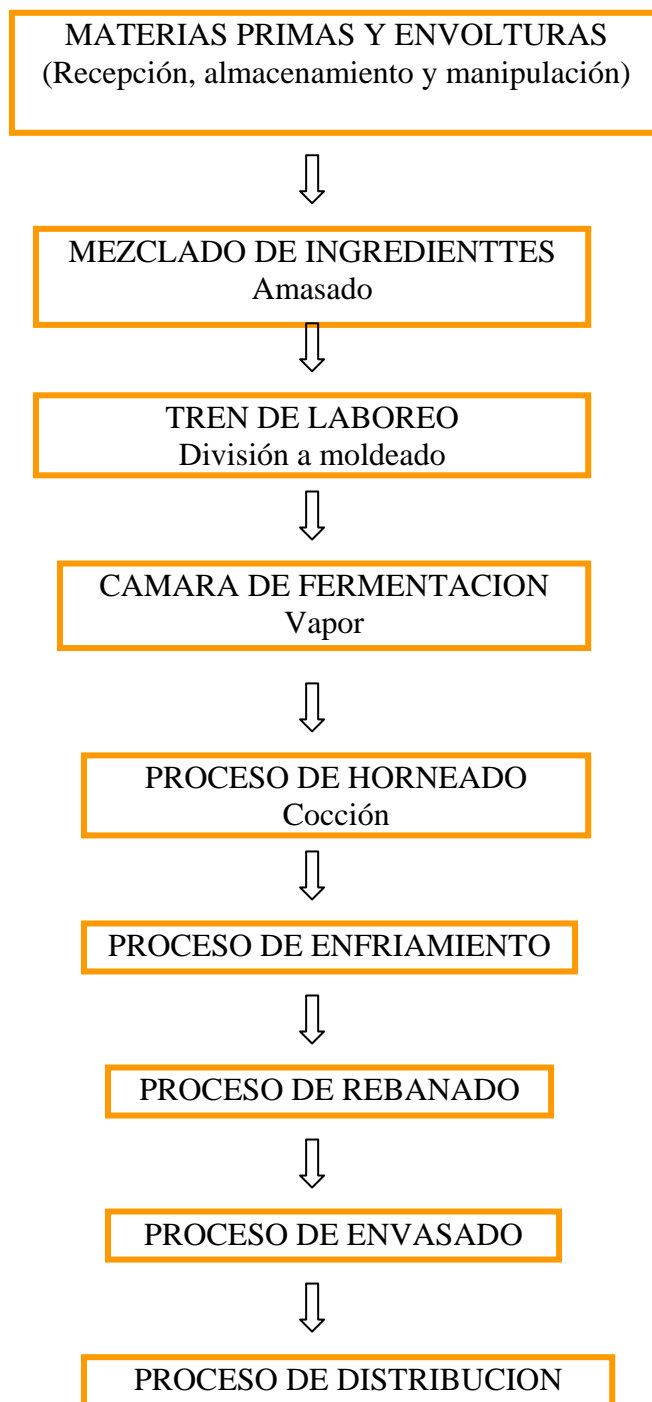 MATERIAS PRIMAS Y ENVOLTURAS
(Recepción, almacenamiento y manipulación)
MEZCLADO DE INGREDIENTTES
Amasado
TREN DE LABOREO
División a moldeado
CAMARA DE FERMENTACION
Vapor
PROCESO DE HORNEADO
Cocción
PROCESO DE ENFRIAMIENTO
PROCESO DE REBANADO
PROCESO DE ENVASADO
PROCESO DE DISTRIBUCION